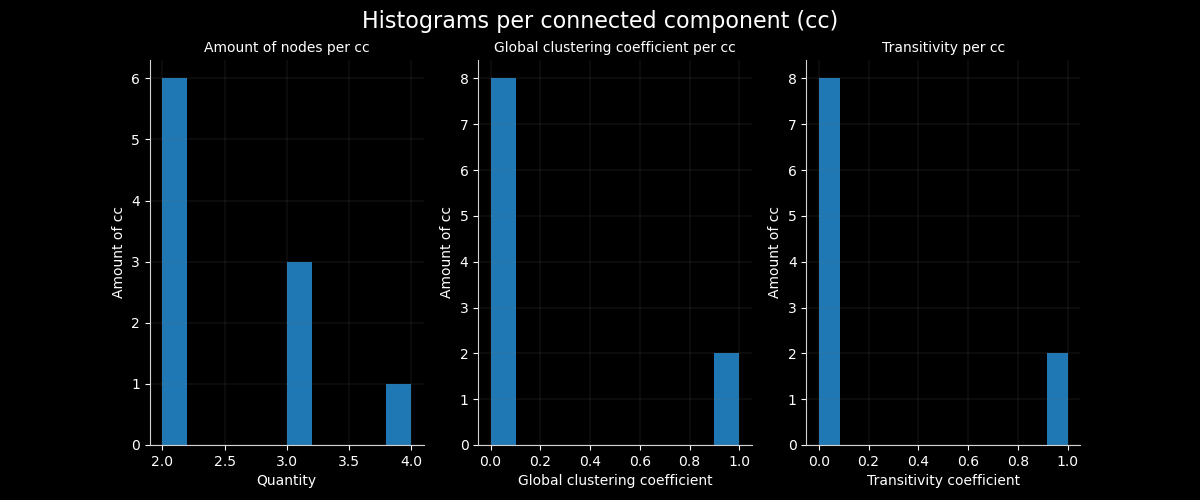 Histograms per connected component (cc)
Amount of nodes per cc
Global clustering coefficient per cc
Transitivity per cc
6
5
4
3
2
1
0
2.0 2.5 3.0 3.5 4.0
Amount of cc
Quantity
8
7
6
5
4
3
2
1
0
0.0 0.2 0.4 0.6 0.8 1.0
Amount of cc
Global clustering coefficient
8
7
6
5
4
3
2
1
0
0.0 0.2 0.4 0.6 0.8 1.0
Amount of cc
Transitivity coefficient